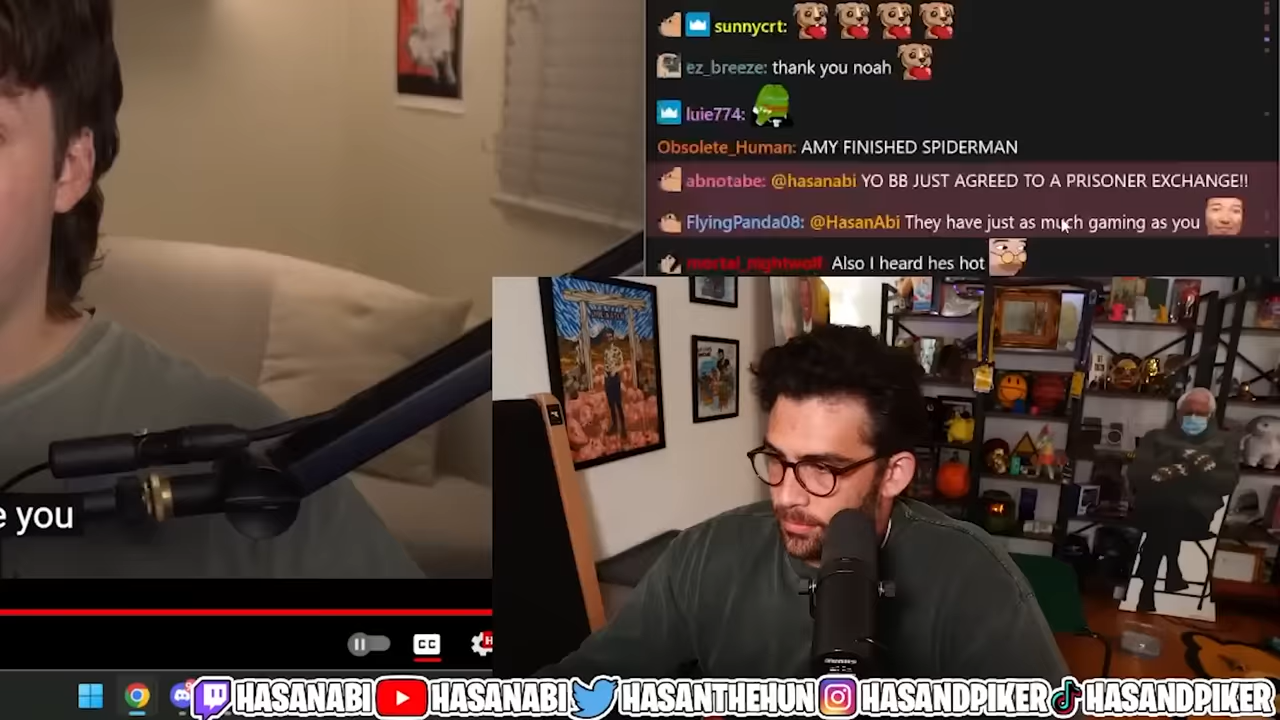 sunnycrt:
ez_breeze: thank you noah
luie774:
Obsolete_Human: AMY FINISHED SPIDERMAN
abnotabe: @hasanabi YO BB JUST AGREED TO A PRISONER EXCHANGE!!
FlyingPanda08: @HasanAbi They have just as much gaming as you
mortal_nightwolf: Also I heard hes hot
e you
CC
HASANABI HASANABI HASANTHEHUN HASANDPIKER HASANDPIKER